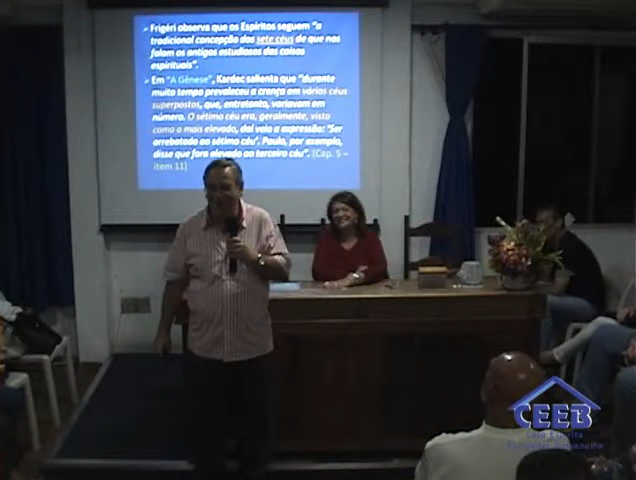 Frigéri observa que os Espíritos seguem "a
tradicional concepção dos sete céus de que nos
falam os antigos estudiosos das coisas
espirituais".
Em "A Gênese", Kardec salienta que "durante
muito tempo prevaleceu a crença em vários céus
superpostos, que, entretanto, variavam em
número. O sétimo céu era, geralmente, visto
como o mais elevado, daí veio a expressão: 'Ser
arrebatado ao sétimo céu'. Paulo, por exemplo,
disse que fora elevado ao terceiro céu". (Cap. 5 –
item 11)
CEEB
Casa Espírita